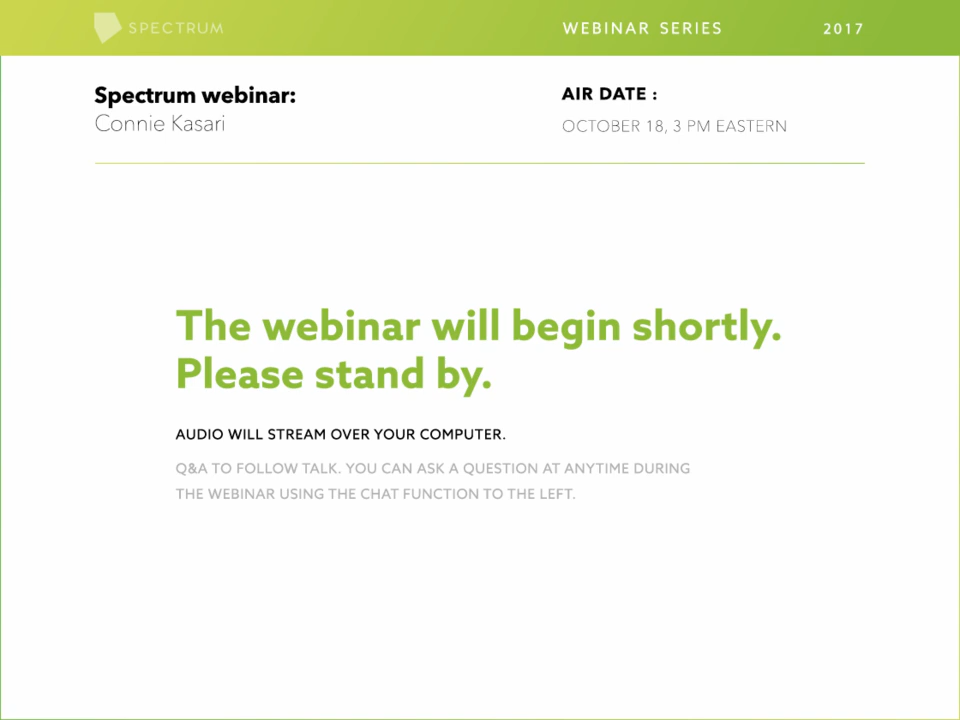 SPECTRUM
WEBINAR SERIES
2017
Spectrum webinar:
Connie Kasari
AIR DATE :
OCTOBER 18, 3 PM EASTERN
The webinar will begin shortly.
Please stand by.
AUDIO WILL STREAM OVER YOUR COMPUTER.
Q&A TO FOLLOW TALK. YOU CAN ASK A QUESTION AT ANYTIME DURING
THE WEBINAR USING THE CHAT FUNCTION TO THE LEFT.